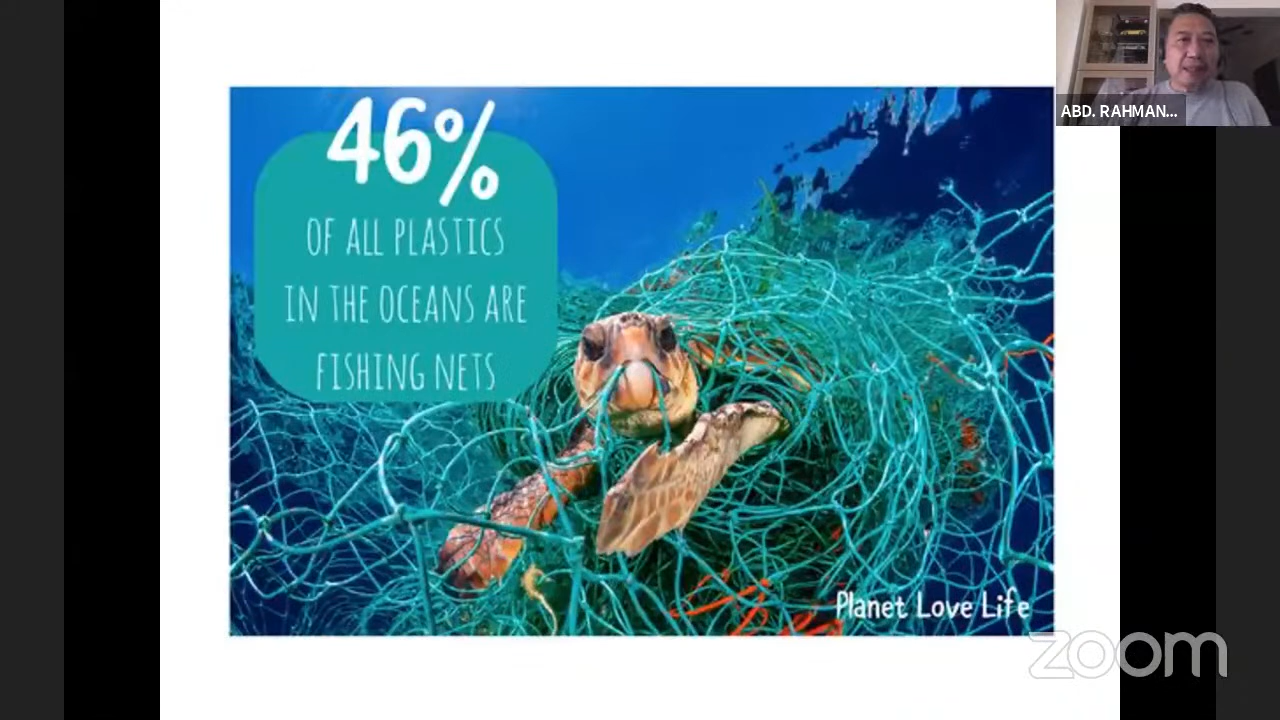 46%
OF ALL PLASTICS
IN THE OCEANS ARE
FISHING NETS
Planet Love Life
ABD. RAHMAN...
zoom